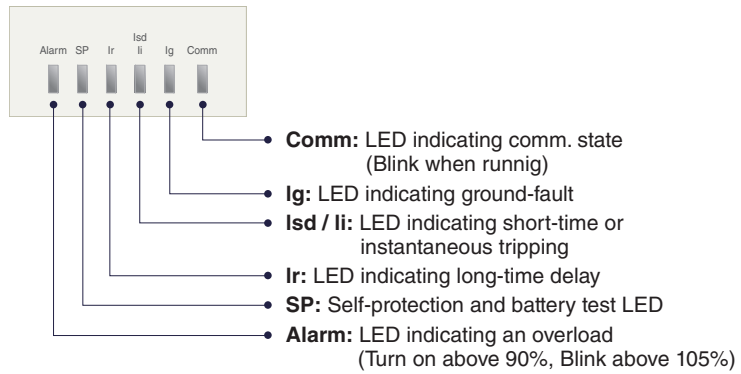 Isd
Alarm SP Ir Ii Ig Comm
Comm: LED indicating comm. state
(Blink when runnig)
Ig: LED indicating ground-fault
Isd / Ii: LED indicating short-time or
instantaneous tripping
Ir: LED indicating long-time delay
SP: Self-protection and battery test LED
Alarm: LED indicating an overload
(Turn on above 90%, Blink above 105%)